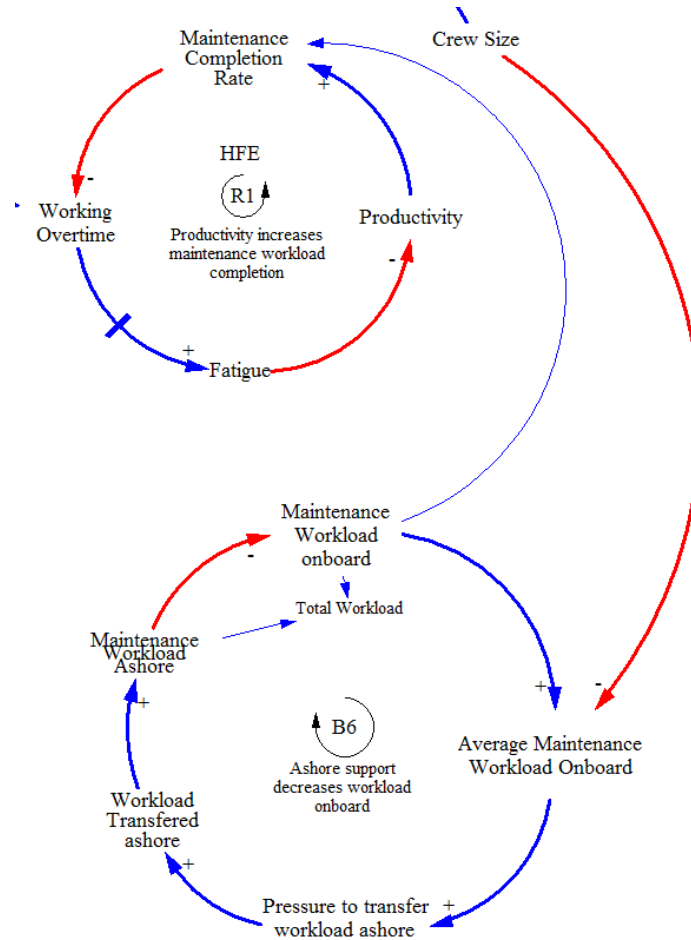 Maintenance
Completion
Rate
Crew Size
+
HFE
R1
-
Working
Overtime
Productivity
Productivity increases
maintenance workload
completion
-
+
Fatigue
Maintenance
Workload
onboard
-
Total Workload
Maintenance
Workload
Ashore
+
-
+
B6
Average Maintenance
Workload Onboard
Ashore support
decreases workload
onboard
Workload
Transfered
ashore
+
+
Pressure to transfer
workload ashore